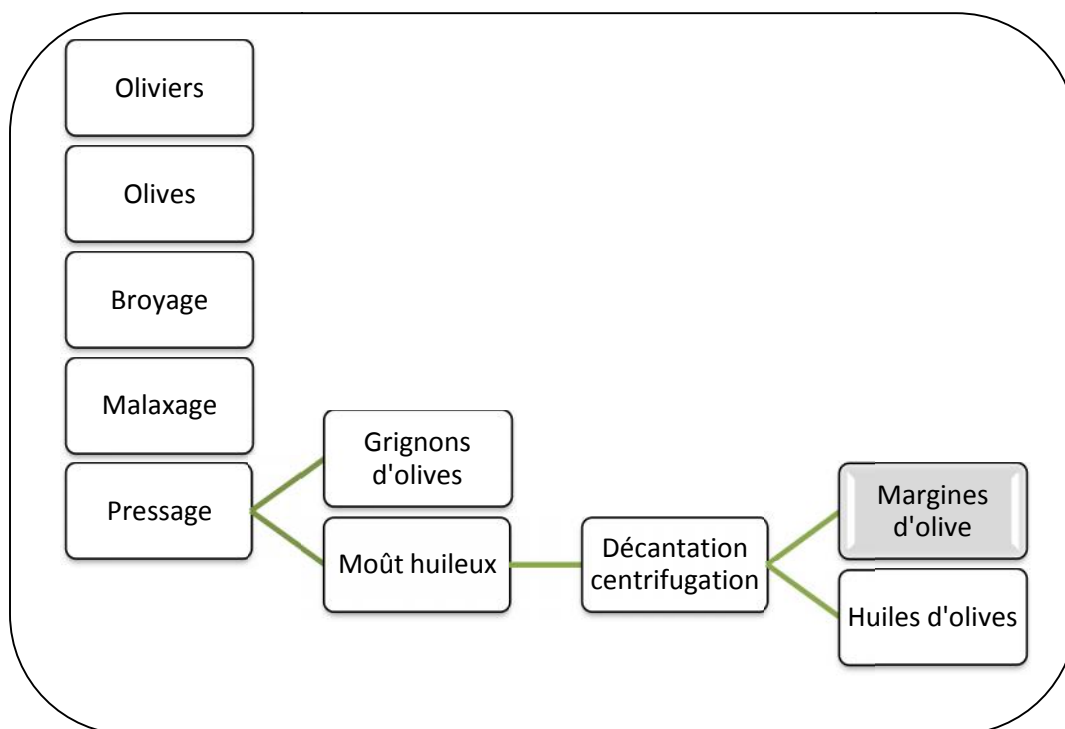 Oliviers
Olives
Broyage
Malaxage
Pressage
Grignons
d'olives
Moût huileux
Décantation
centrifugation
Margines
d'olive
Huiles d'olives